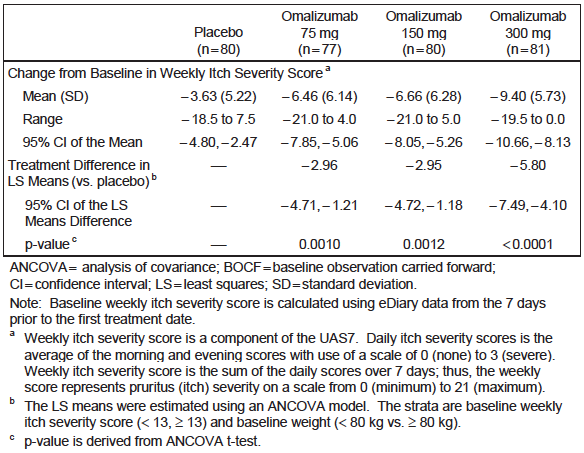 Placebo (n=80) Omalizumab 75 mg (n=77) Omalizumab 150 mg (n=80) Omalizumab 300 mg (n=81)
Change from Baseline in Weekly Itch Severity Score a
Mean (SD) −3.63 (5.22) −6.46 (6.14) −6.66 (6.28) −9.40 (5.73)
Range −18.5 to 7.5 −21.0 to 4.0 −21.0 to 5.0 −19.5 to 0.0
95% CI of the Mean −4.80, −2.47 −7.85, −5.06 −8.05, −5.26 −10.66, −8.13
Treatment Difference in LS Means (vs. placebo) b — −2.96 −2.95 −5.80
95% CI of the LS Means Difference — −4.71, −1.21 −4.72, −1.18 −7.49, −4.10
p-value c — 0.0010 0.0012 <0.0001
ANCOVA = analysis of covariance; BOCF = baseline observation carried forward;
CI = confidence interval; LS = least squares; SD = standard deviation.
Note: Baseline weekly itch severity score is calculated using eDiary data from the 7 days
prior to the first treatment date.
a Weekly itch severity score is a component of the UAS7. Daily itch severity scores is the
average of the morning and evening scores with use of a scale of 0 (none) to 3 (severe).
Weekly itch severity score is the sum of the daily scores over 7 days; thus, the weekly
score represents pruritus (itch) severity on a scale from 0 (minimum) to 21 (maximum).
b The LS means were estimated using an ANCOVA model. The strata are baseline weekly
itch severity score (< 13, ≥ 13) and baseline weight (< 80 kg vs. ≥ 80 kg).
c p-value is derived from ANCOVA t-test.